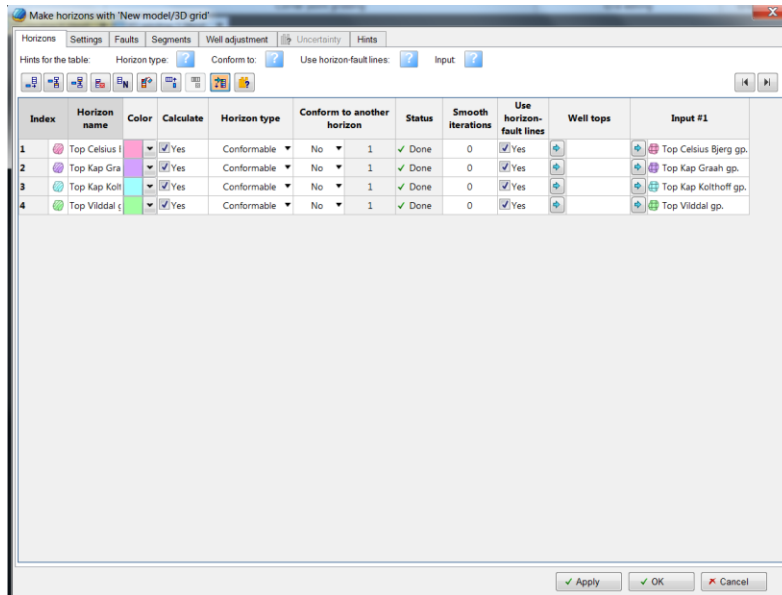 Make horizons with 'New model/3D grid'
Horizons Settings Faults Segments Well adjustment Uncertainty Hints
Hints for the table: Horizon type: ? Conform to: ? Use horizon-fault lines: ? Input: ?
Index Horizon name Color Calculate Horizon type Conform to another horizon Status Smooth iterations Use horizon-fault lines Well tops Input #1
1 Top Celsius Yes Conformable No 1 Done 0 Yes Top Celsius Bjerg gp.
2 Top Kap Gra Yes Conformable No 1 Done 0 Yes Top Kap Graah gp.
3 Top Kap Kolt Yes Conformable No 1 Done 0 Yes Top Kap Kolthoff gp.
4 Top Vilddal Yes Conformable No 1 Done 0 Yes Top Vilddal gp.
Apply OK Cancel